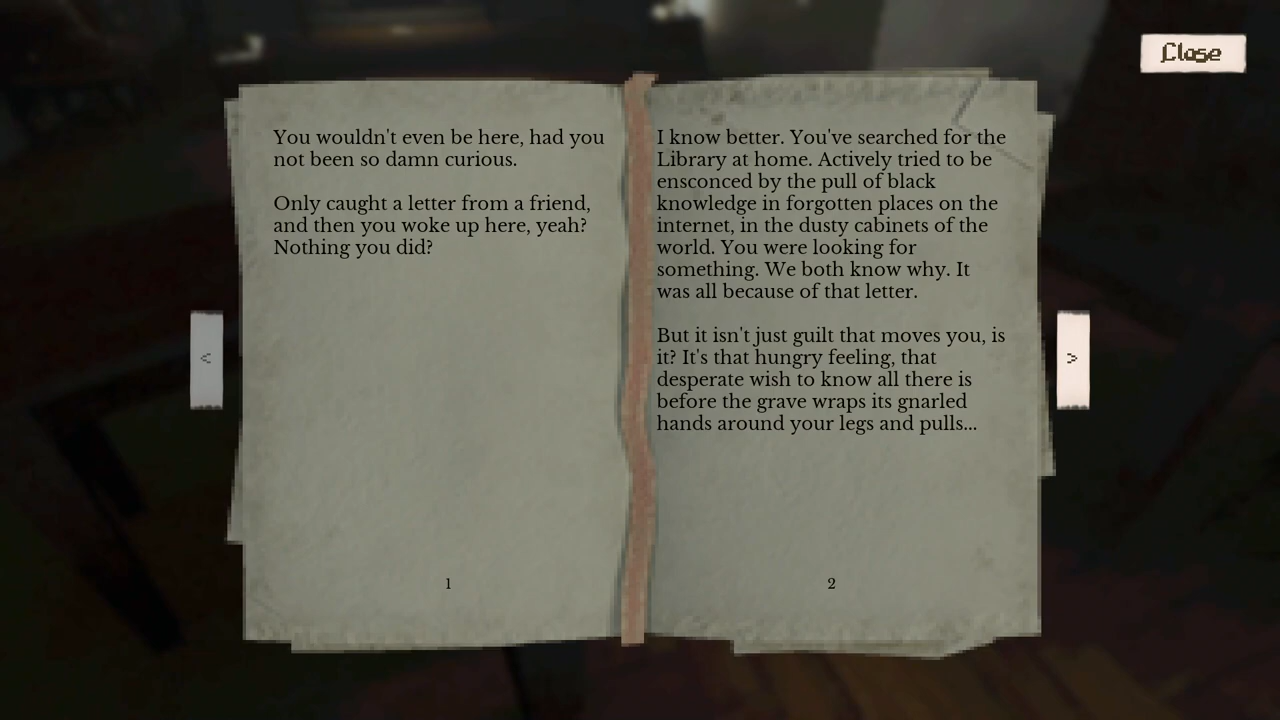 Close
You wouldn't even be here, had you
not been so damn curious.
Only caught a letter from a friend,
and then you woke up here, yeah?
Nothing you did?
1
I know better. You've searched for the
Library at home. Actively tried to be
ensconced by the pull of black
knowledge in forgotten places on the
internet, in the dusty cabinets of the
world. You were looking for
something. We both know why. It
was all because of that letter.
But it isn't just guilt that moves you, is
it? It's that hungry feeling, that
desperate wish to know all there is
before the grave wraps its gnarled
hands around your legs and pulls...
2
<
>